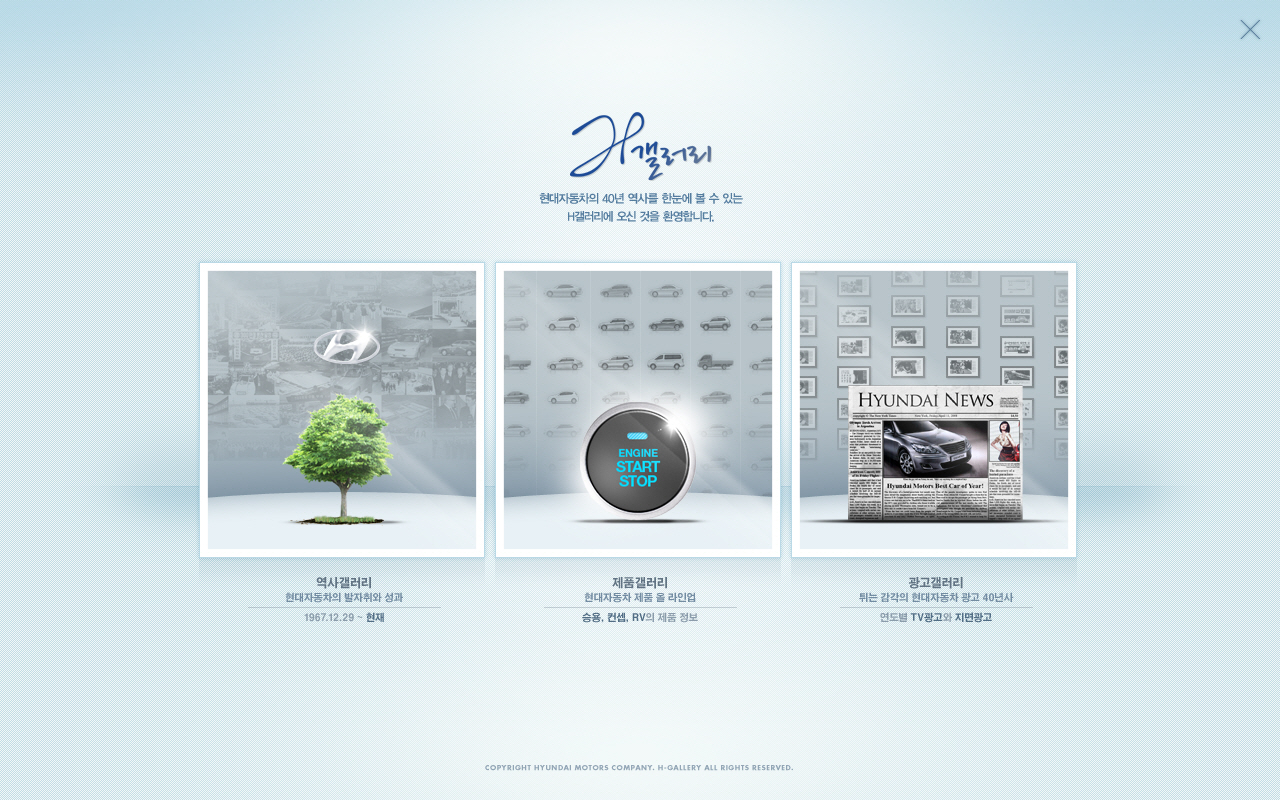 H갤러리
현대자동차의 40년 역사를 한눈에 볼 수 있는
H갤러리에 오신 것을 환영합니다.
ENGINE
START
STOP
HYUNDAI NEWS
Hyundai Motors Best Car of Year!
역사갤러리
현대자동차의 발자취와 성과
1967.12.29 ~ 현재
제품갤러리
현대자동차 제품 올 라인업
승용, 컨셉, RV의 제품 정보
광고갤러리
튀는 감각의 현대자동차 광고 40년사
연도별 TV광고와 지면광고
COPYRIGHT HYUNDAI MOTORS COMPANY. H-GALLERY ALL RIGHTS RESERVED.